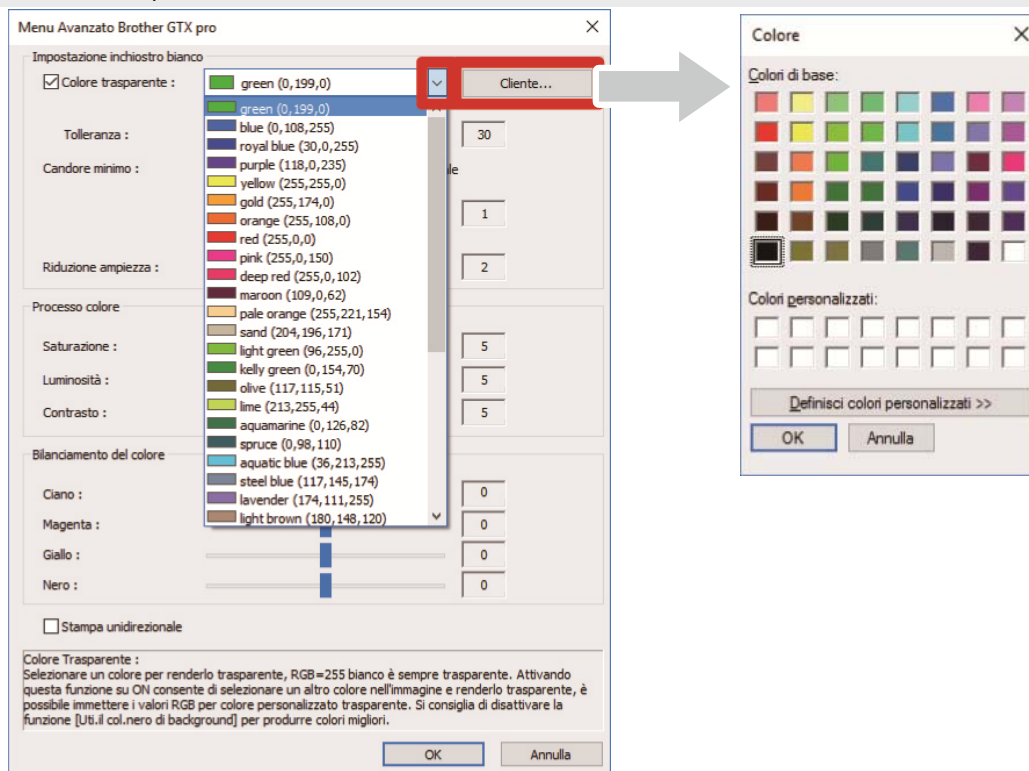 Menu Avanzato Brother GTX pro
Impostazione inchiostro bianco
Colore trasparente :
green (0,199,0)
Cliente...
green (0,199,0)
blue (0,108,255)
Tolleranza :
30
royal blue (30,0,255)
purple (118,0,235)
Candore minimo :
yellow (255,255,0)
gold (255,174,0)
orange (255,108,0)
1
red (255,0,0)
pink (255,0,150)
Riduzione ampiezza :
2
deep red (255,0,102)
maroon (109,0,62)
Processo colore
pale orange (255,221,154)
sand (204,196,171)
Saturazione :
5
light green (96,255,0)
kelly green (0,154,70)
Luminosità :
5
olive (117,115,51)
lime (213,255,44)
Contrasto :
5
aquamarine (0,126,82)
spruce (0,98,110)
Bilanciamento del colore
aquatic blue (36,213,255)
steel blue (117,145,174)
Ciano :
0
lavender (174,111,255)
light brown (180,148,120)
Magenta :
0
Giallo :
0
Nero :
0
Stampa unidirezionale
Colore Trasparente :
Selezionare un colore per renderlo trasparente, RGB=255 bianco è sempre trasparente. Attivando
questa funzione su ON consente di selezionare un altro colore nell'immagine e renderlo trasparente, è
possibile immettere i valori RGB per colore personalizzato trasparente. Si consiglia di disattivare la
funzione [Uti.il col.nero di background] per produrre colori migliori.
OK
Annulla
Colore
Colori di base:
Colori personalizzati:
Definisci colori personalizzati >>
OK
Annulla